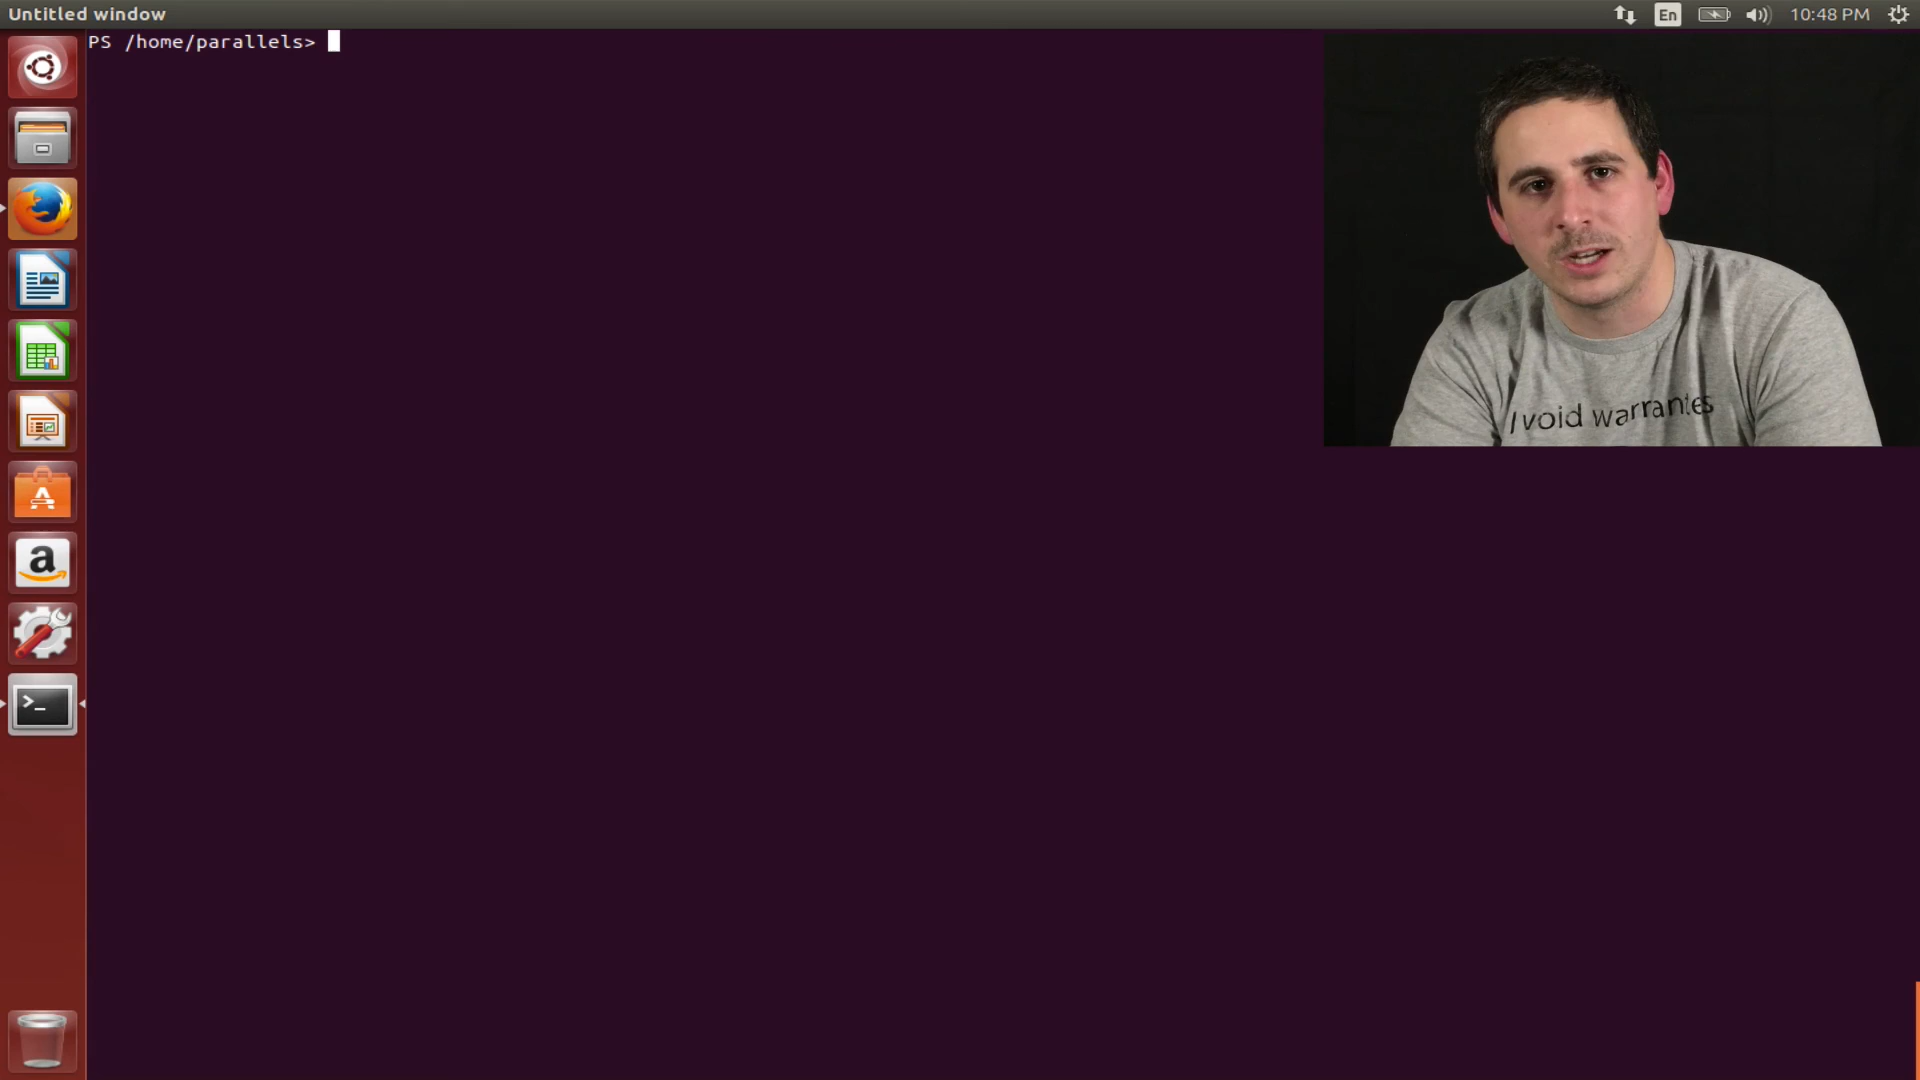 Untitled window
En
10:48 PM
PS /home/parallels>
I void warranties